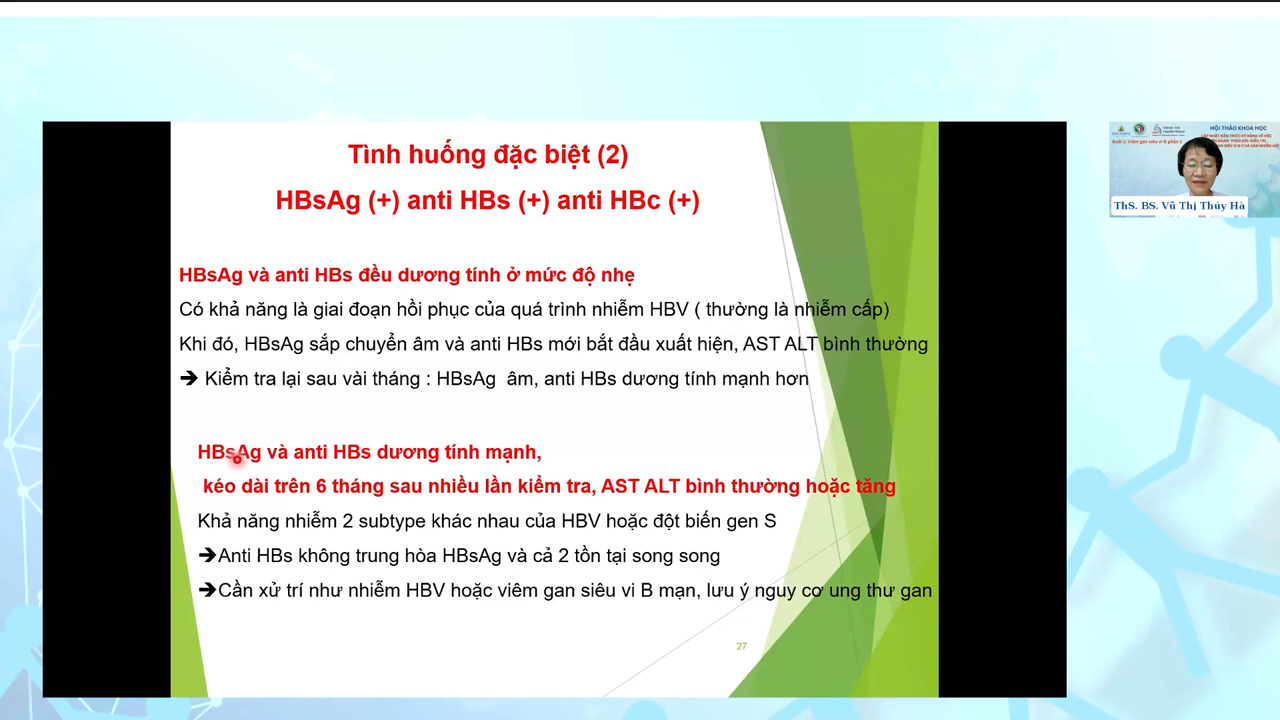 Tình huống đặc biệt (2)
HBsAg (+) anti HBs (+) anti HBc (+)
HBsAg và anti HBs đều dương tính ở mức độ nhẹ
Có khả năng là giai đoạn hồi phục của quá trình nhiễm HBV ( thường là nhiễm cấp)
Khi đó, HBsAg sắp chuyển âm và anti HBs mới bắt đầu xuất hiện, AST ALT bình thường
➔ Kiểm tra lại sau vài tháng : HBsAg âm, anti HBs dương tính mạnh hơn
HBsAg và anti HBs dương tính mạnh,
kéo dài trên 6 tháng sau nhiều lần kiểm tra, AST ALT bình thường hoặc tăng
Khả năng nhiễm 2 subtype khác nhau của HBV hoặc đột biến gen S
➔Anti HBs không trung hòa HBsAg và cả 2 tồn tại song song
➔Cần xử trí như nhiễm HBV hoặc viêm gan siêu vi B mạn, lưu ý nguy cơ ung thư gan
27
HỘI THẢO KHOA HỌC
ThS. BS. Vũ Thị Thúy Hà